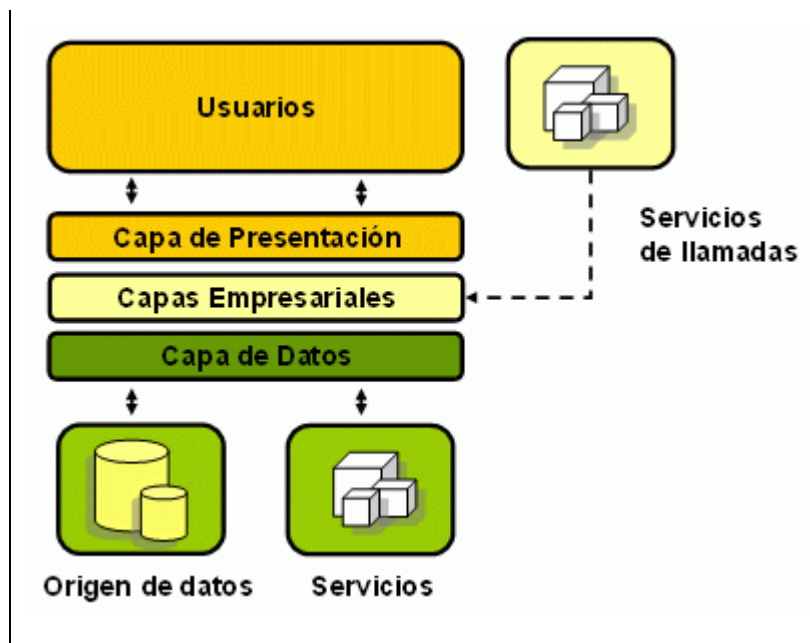 Usuarios
Capa de Presentación
Servicios
de llamadas
Capas Empresariales
Capa de Datos
Origen de datos
Servicios